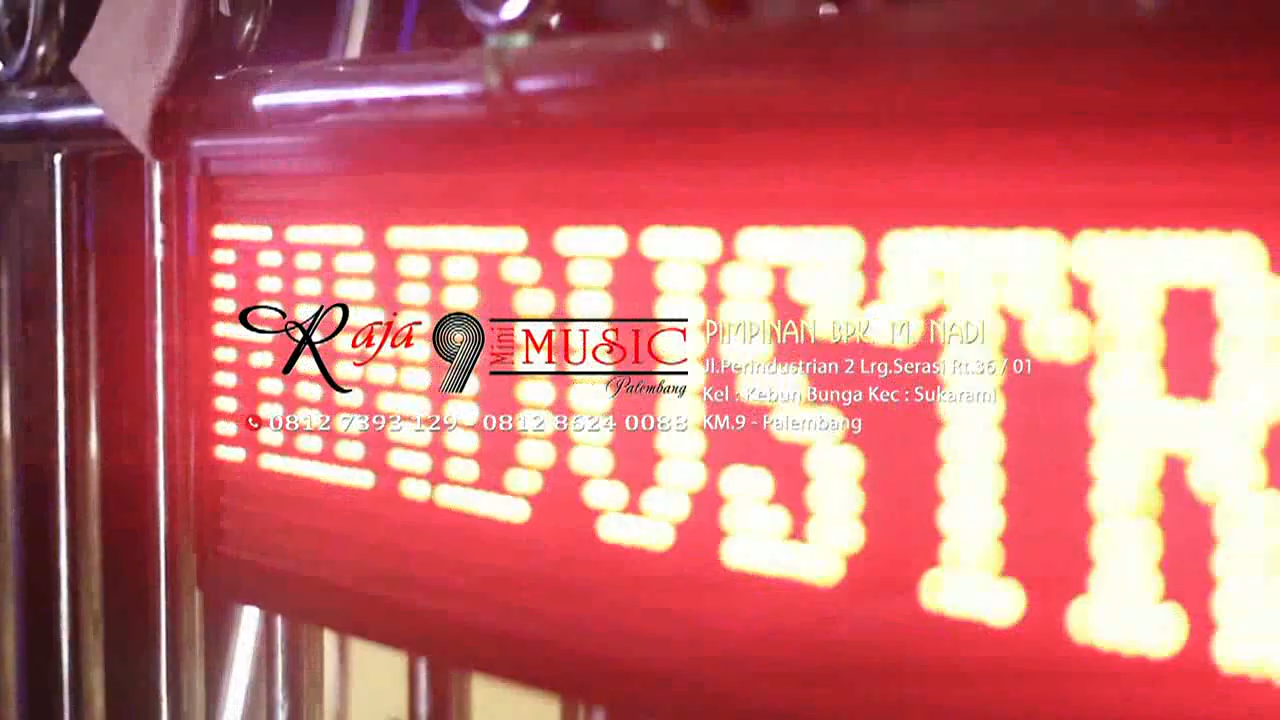 INDUSTR
Raja 9 Mini MUSIC
Palembang
0812 7393 129 - 0812 8624 0088
PIMPINAN BPK. M. NADI
Jl.Perindustrian 2 Lrg.Serasi Rt.36 / 01
Kel : Kebun Bunga Kec : Sukarami
KM.9 - Palembang